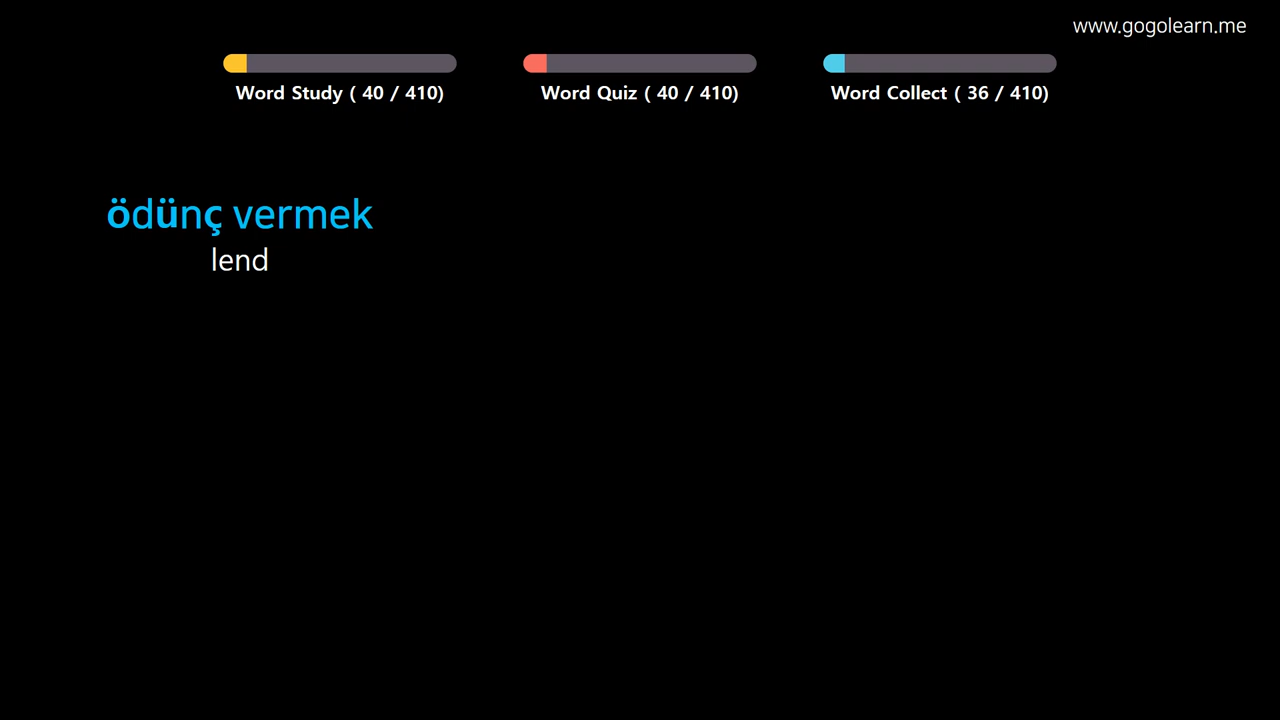 www.gogolearn.me
Word Study ( 40 / 410)
Word Quiz ( 40 / 410)
Word Collect ( 36 / 410)
ödünç vermek
lend